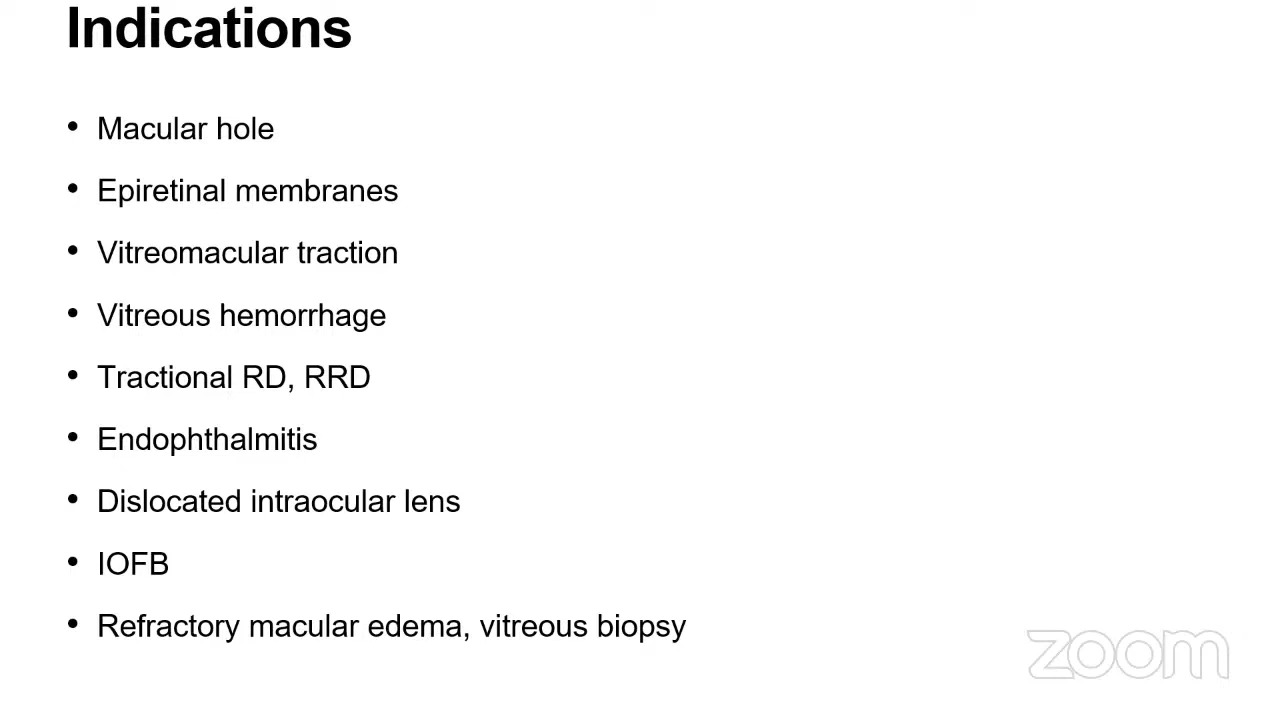 Indications
• Macular hole
• Epiretinal membranes
• Vitreomacular traction
• Vitreous hemorrhage
• Tractional RD, RRD
• Endophthalmitis
• Dislocated intraocular lens
• IOFB
• Refractory macular edema, vitreous biopsy
zoom